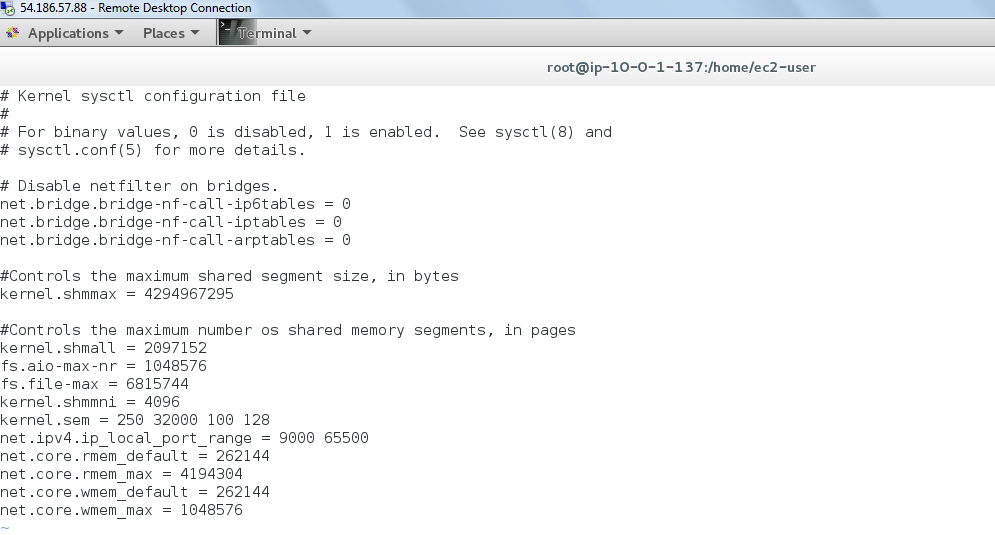 54.186.57.88 - Remote Desktop Connection
Applications Places Terminal
root@ip-10-0-1-137:/home/ec2-user
# Kernel sysctl configuration file
#
# For binary values, 0 is disabled, 1 is enabled.  See sysctl(8) and
# sysctl.conf(5) for more details.
# Disable netfilter on bridges.
net.bridge.bridge-nf-call-ip6tables = 0
net.bridge.bridge-nf-call-iptables = 0
net.bridge.bridge-nf-call-arptables = 0
#Controls the maximum shared segment size, in bytes
kernel.shmmax = 4294967295
#Controls the maximum number os shared memory segments, in pages
kernel.shmall = 2097152
fs.aio-max-nr = 1048576
fs.file-max = 6815744
kernel.shmmni = 4096
kernel.sem = 250 32000 100 128
net.ipv4.ip_local_port_range = 9000 65500
net.core.rmem_default = 262144
net.core.rmem_max = 4194304
net.core.wmem_default = 262144
net.core.wmem_max = 1048576
~